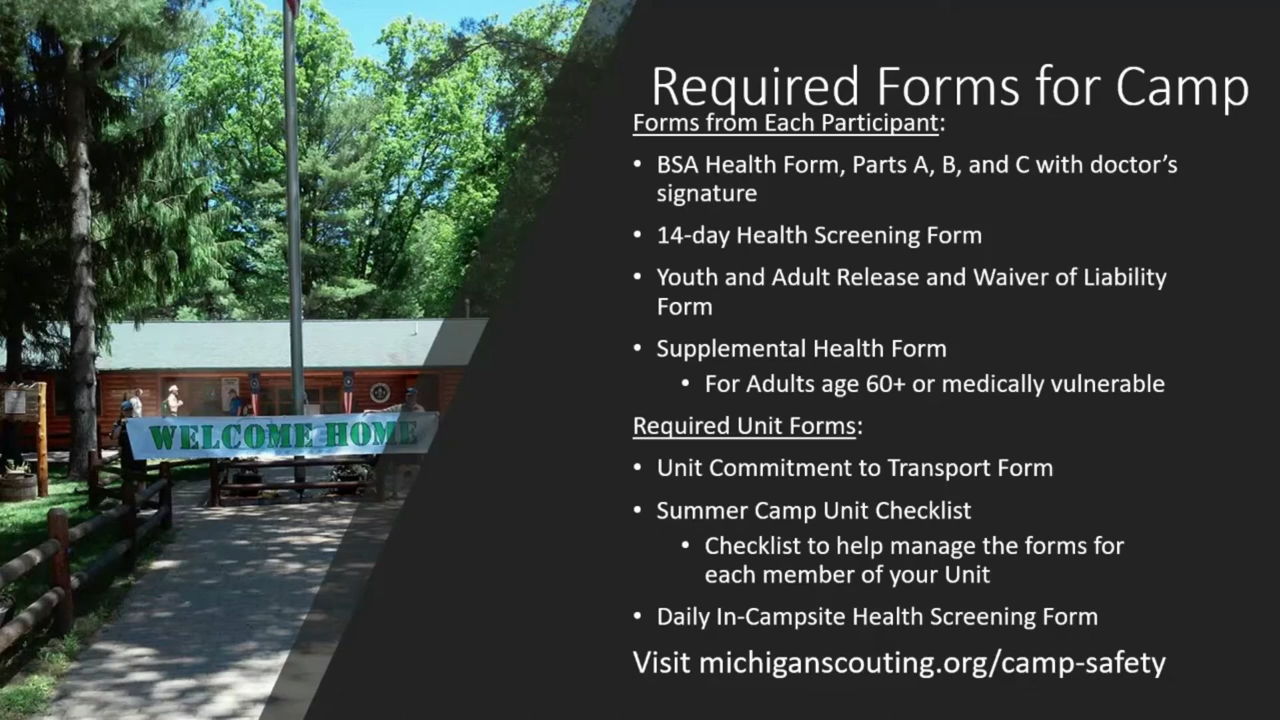 Required Forms for Camp
Forms from Each Participant:
• BSA Health Form, Parts A, B, and C with doctor’s
signature
• 14-day Health Screening Form
• Youth and Adult Release and Waiver of Liability
Form
• Supplemental Health Form
• For Adults age 60+ or medically vulnerable
Required Unit Forms:
• Unit Commitment to Transport Form
• Summer Camp Unit Checklist
• Checklist to help manage the forms for
each member of your Unit
• Daily In-Campsite Health Screening Form
Visit michiganscouting.org/camp-safety
WELCOME HOME